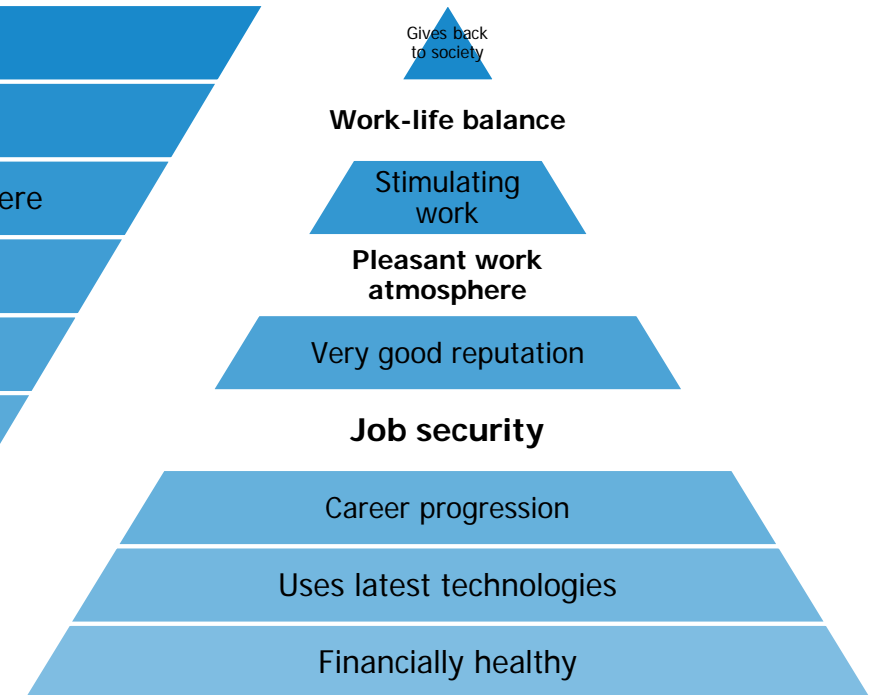 Gives back
to society
Work-life balance
ere
Stimulating
work
Pleasant work
atmosphere
Very good reputation
Job security
Career progression
Uses latest technologies
Financially healthy